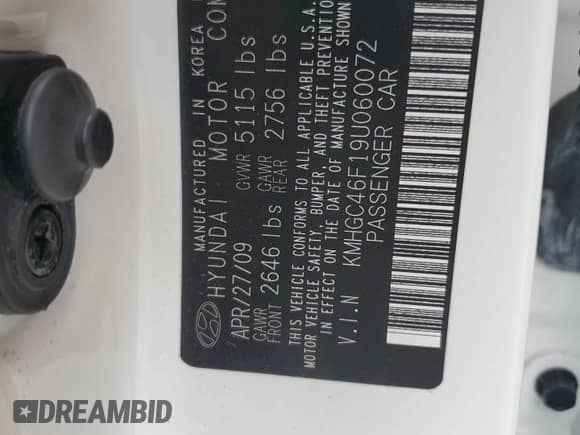 MANUFACTURED IN KOREA
HYUNDAI MOTOR COM
APR/27/09 GVWR 5115 lbs
GAWR FRONT 2646 lbs GAWR REAR 2756 lbs
THIS VEHICLE CONFORMS TO ALL APPLICABLE U.S.A.
MOTOR VEHICLE SAFETY, BUMPER, AND THEFT PREVENTION
IN EFFECT ON THE DATE OF MANUFACTURE SHOWN
V.I.N KMHGC46F19U060072
PASSENGER CAR
DREAMBID